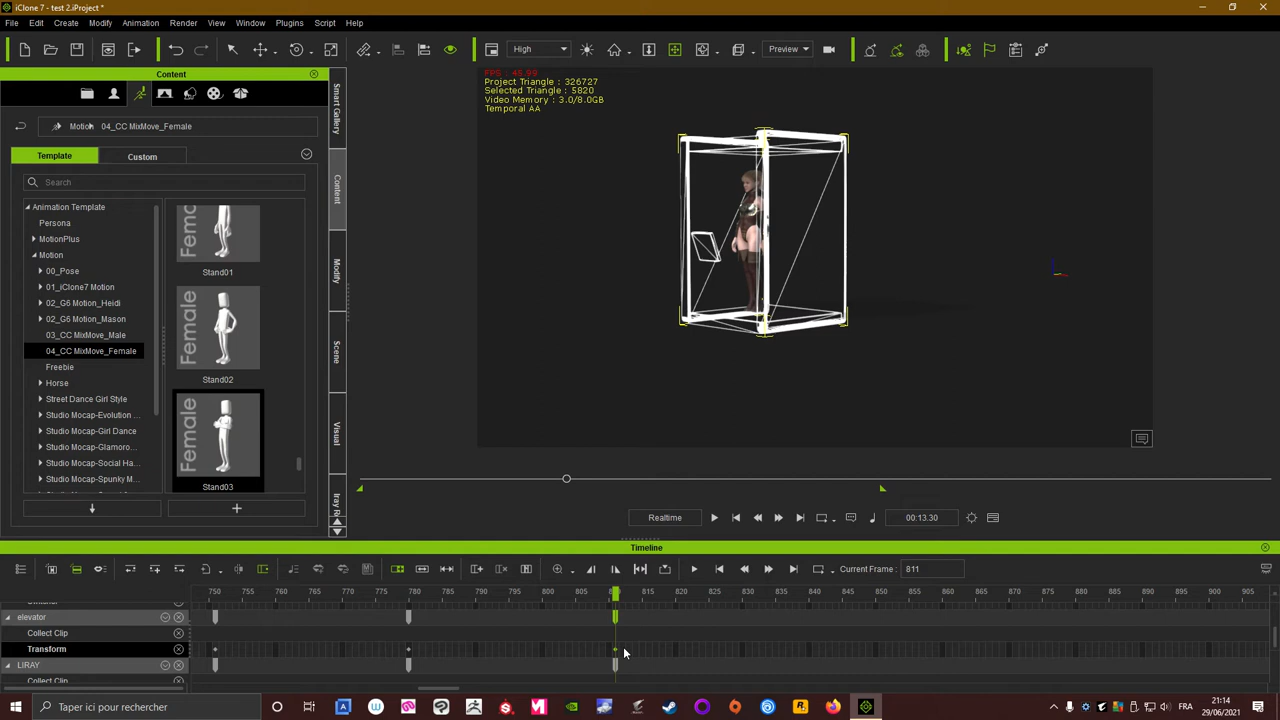 iClone 7 - test 2.iProject *
File Edit Create Modify Animation Render View Window Plugins Script Help
High
Preview
Content
Motion 04_CC MixMove_Female
Template Custom
Search
Animation Template
Persona
MotionPlus
Motion
00_Pose
01_iClone7 Motion
02_G6 Motion_Heidi
02_G6 Motion_Mason
03_CC MixMove_Male
04_CC MixMove_Female
Freebie
Horse
Street Dance Girl Style
Studio Mocap-Evolution ...
Studio Mocap-Girl Dance
Studio Mocap-Glamoro...
Studio Mocap-Social Ha...
Studio Mocap-Spunky M...
Female
Stand01
Female
Stand02
Female
Stand03
Smart Gallery
Content
Modify
Scene
Visual
Iray R
FPS : 45.99
Project Triangle : 326727
Selected Triangle : 5820
Video Memory : 3.0/8.0GB
Temporal AA
Realtime
00:13.30
Timeline
Current Frame : 811
750 755 760 765 770 775 780 785 790 795 800 805 815 820 825 830 835 840 845 850 855 860 865 870 875 880 885 890 895 900 905
elevator
Collect Clip
Transform
LIRAY
Collect Clip
Taper ici pour rechercher
FRA
21:14
29/06/2021